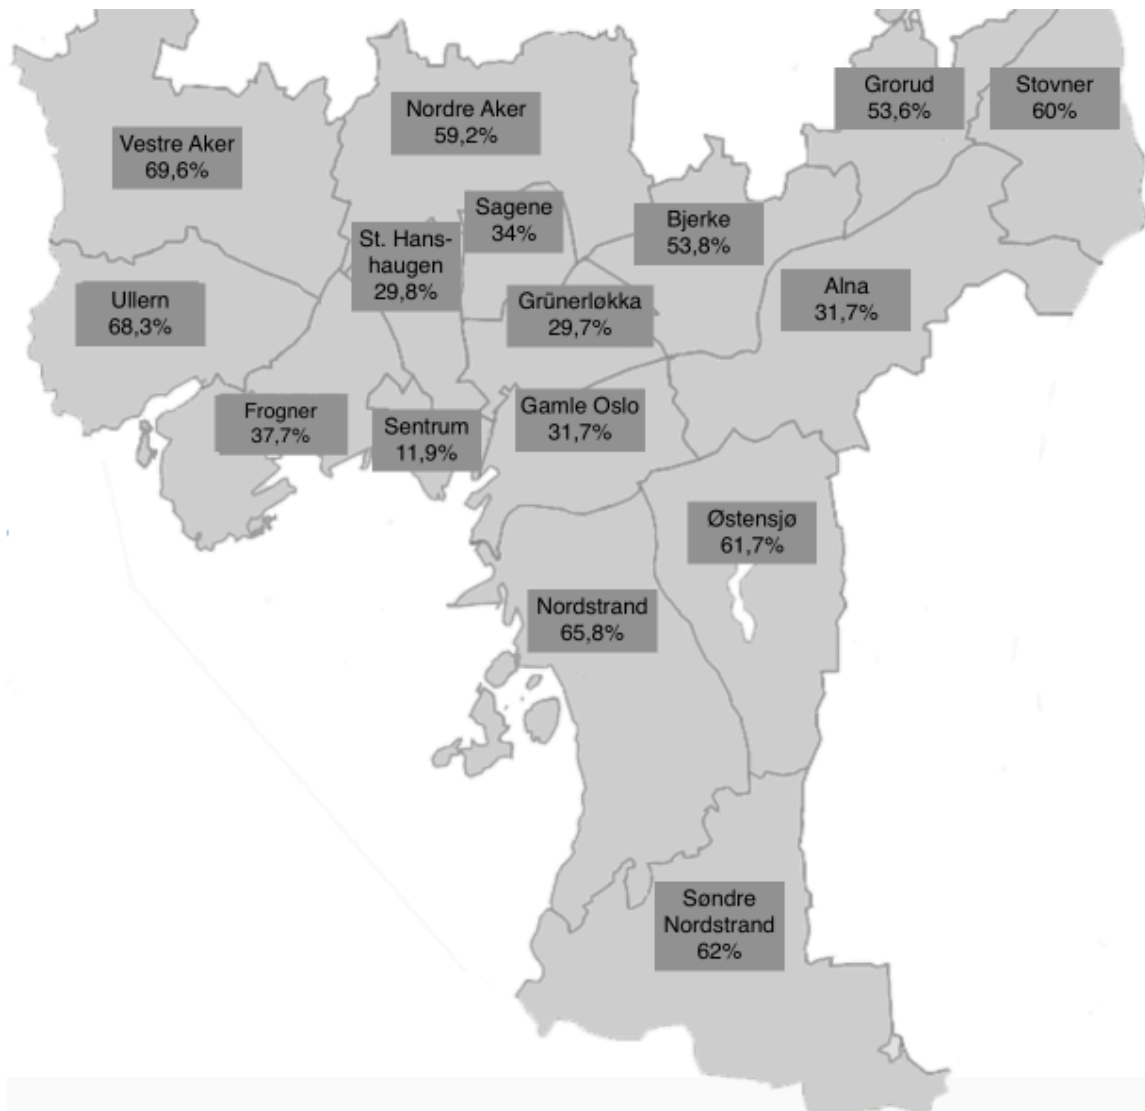 Grorud
53,6%
Stovner
60%
Nordre Aker
59,2%
Vestre Aker
69,6%
Sagene
34%
Bjerke
53,8%
St. Hans-
haugen
29,8%
Ullern
68,3%
Grünerløkka
29,7%
Alna
31,7%
Frogner
37,7%
Sentrum
11,9%
Gamle Oslo
31,7%
Østensjø
61,7%
Nordstrand
65,8%
Søndre
Nordstrand
62%